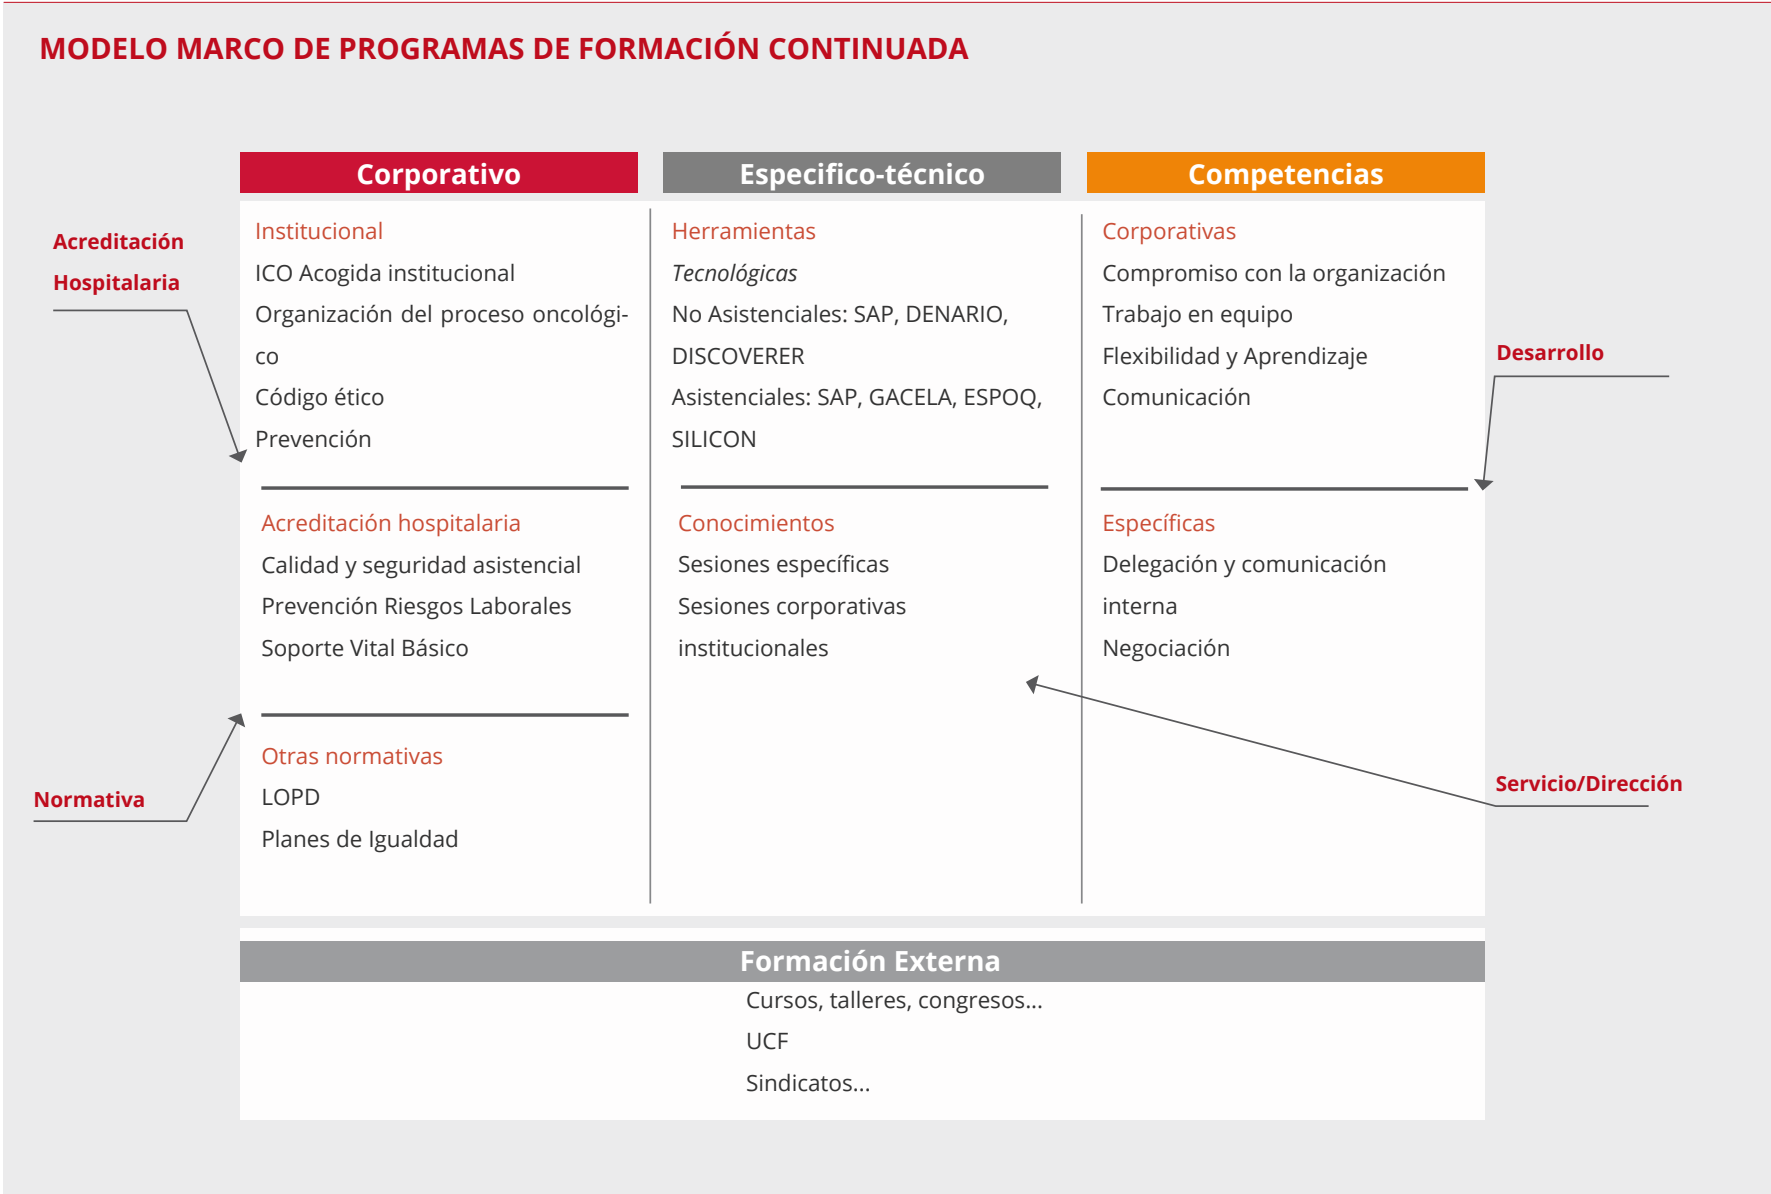 MODELO MARCO DE PROGRAMAS DE FORMACIÓN CONTINUADA
Acreditación
Hospitalaria
Normativa
Corporativo
Institucional
ICO Acogida institucional
Organización del proceso oncológi-
co
Código ético
Prevención
Acreditación hospitalaria
Calidad y seguridad asistencial
Prevención Riesgos Laborales
Soporte Vital Básico
Otras normativas
LOPD
Planes de Igualdad
Especifico-técnico
Herramientas
Tecnológicas
No Asistenciales: SAP, DENARIO,
DISCOVERER
Asistenciales: SAP, GACELA, ESPOQ,
SILICON
Conocimientos
Sesiones específicas
Sesiones corporativas
institucionales
Competencias
Corporativas
Compromiso con la organización
Trabajo en equipo
Flexibilidad y Aprendizaje
Comunicación
Específicas
Delegación y comunicación
interna
Negociación
Desarrollo
Servicio/Dirección
Formación Externa
Cursos, talleres, congresos...
UCF
Sindicatos...